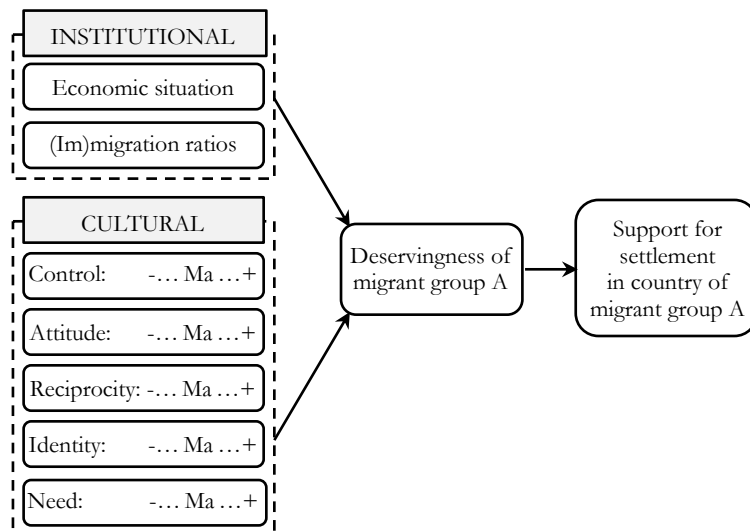 INSTITUTIONAL
Economic situation
(Im)migration ratios
CULTURAL
Control: -… Ma …+
Attitude: -… Ma …+
Reciprocity: -… Ma …+
Identity: -… Ma …+
Need: -… Ma …+
Deservingness of
migrant group A
Support for
settlement
in country of
migrant group A